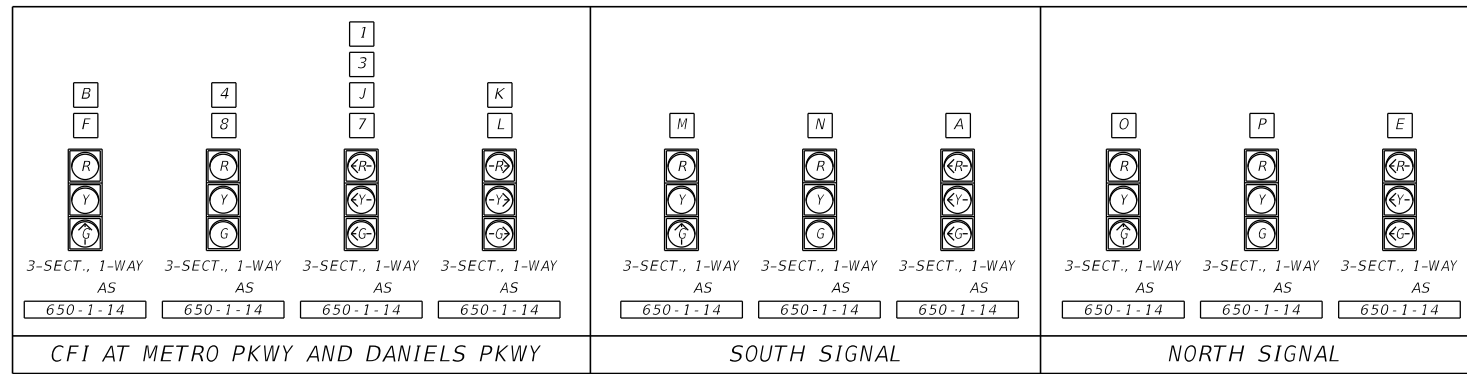 1
3
B 4 J K
F 8 7 L M N A O P E
R R ←R- -R→ R R ←R- R R ←R-
Y Y ←Y- -Y→ Y Y ←Y- Y Y ←Y-
↑G G ←G- -G→ ↑G G ←G- ↑G G ←G-
3-SECT., 1-WAY 3-SECT., 1-WAY 3-SECT., 1-WAY 3-SECT., 1-WAY 3-SECT., 1-WAY 3-SECT., 1-WAY 3-SECT., 1-WAY 3-SECT., 1-WAY 3-SECT., 1-WAY 3-SECT., 1-WAY
AS AS AS AS AS AS AS AS AS AS
650-1-14 650-1-14 650-1-14 650-1-14 650-1-14 650-1-14 650-1-14 650-1-14 650-1-14 650-1-14
CFI AT METRO PKWY AND DANIELS PKWY SOUTH SIGNAL NORTH SIGNAL